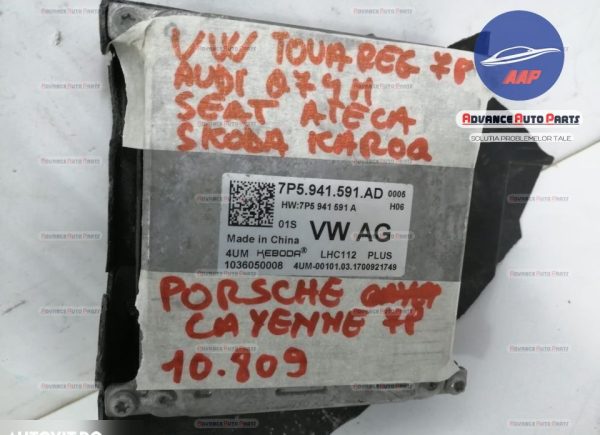 VW TOUAREG 7P
AUDI Q7 4M
SEAT ATECA
SKODA KAROQ
AAP
ADVANCE AUTO PARTS
SOLUTIA PROBLEMELOR TALE
7P5.941.591.AD 0005
HW:7P5 941 591 A H06
01S VW AG
Made in China
4UM KEBODA® LHC112 PLUS
1036050008 4UM-00101.03.1700921749
PORSCHE
CAYENNE 7P
10.809